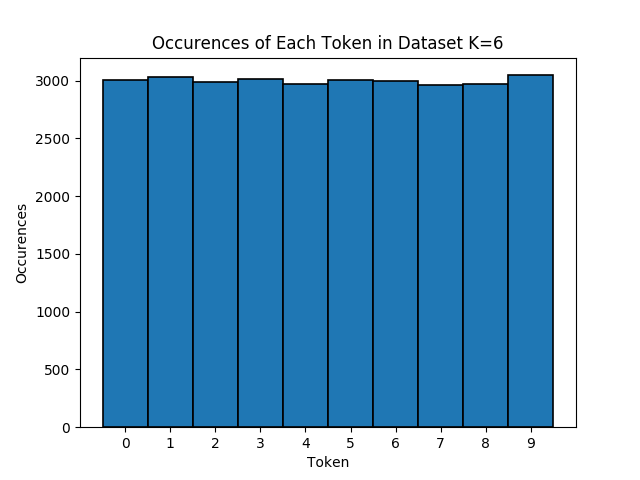 Occurences of Each Token in Dataset K=6
3000
2500
2000
1500
1000
500
0
Occurences
0 1 2 3 4 5 6 7 8 9
Token